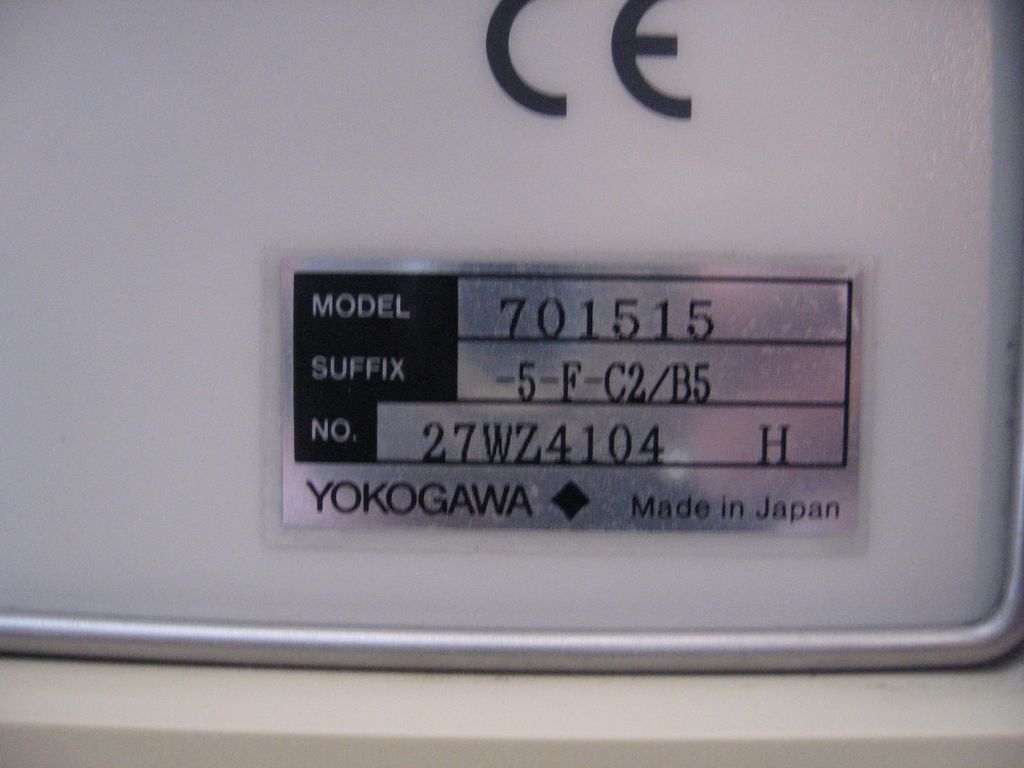 CE
MODEL 701515
SUFFIX -5-F-C2/B5
NO. 27WZ4104 H
YOKOGAWA ◆ Made in Japan